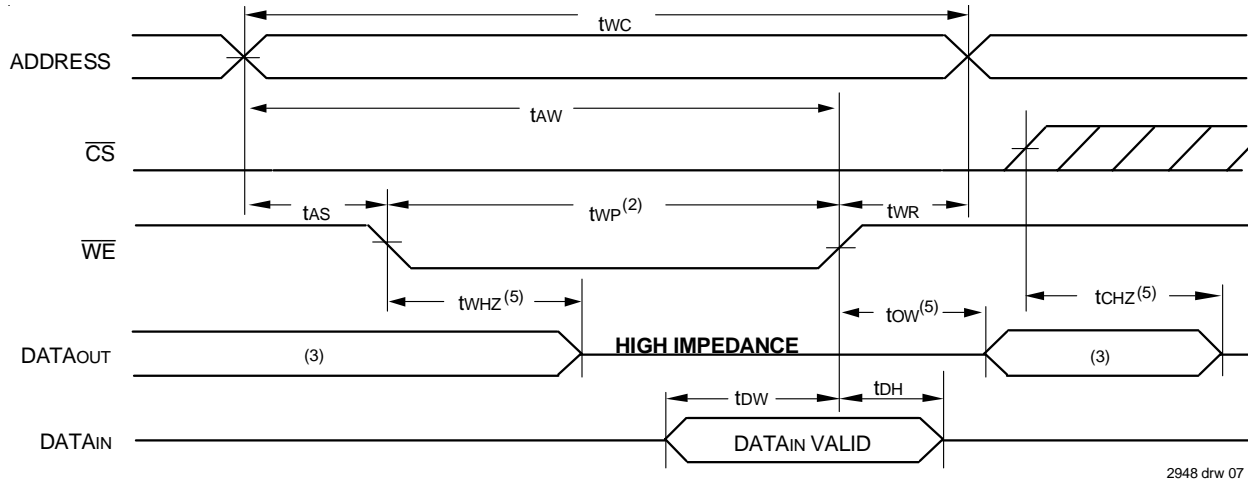 tWC
ADDRESS
tAW
CS
tAS
tWP(2)
tWR
WE
tWHZ(5)
tOW(5)
tCHZ(5)
DATAOUT
(3)
HIGH IMPEDANCE
(3)
tDW
tDH
DATAIN
DATAIN VALID
2948 drw 07